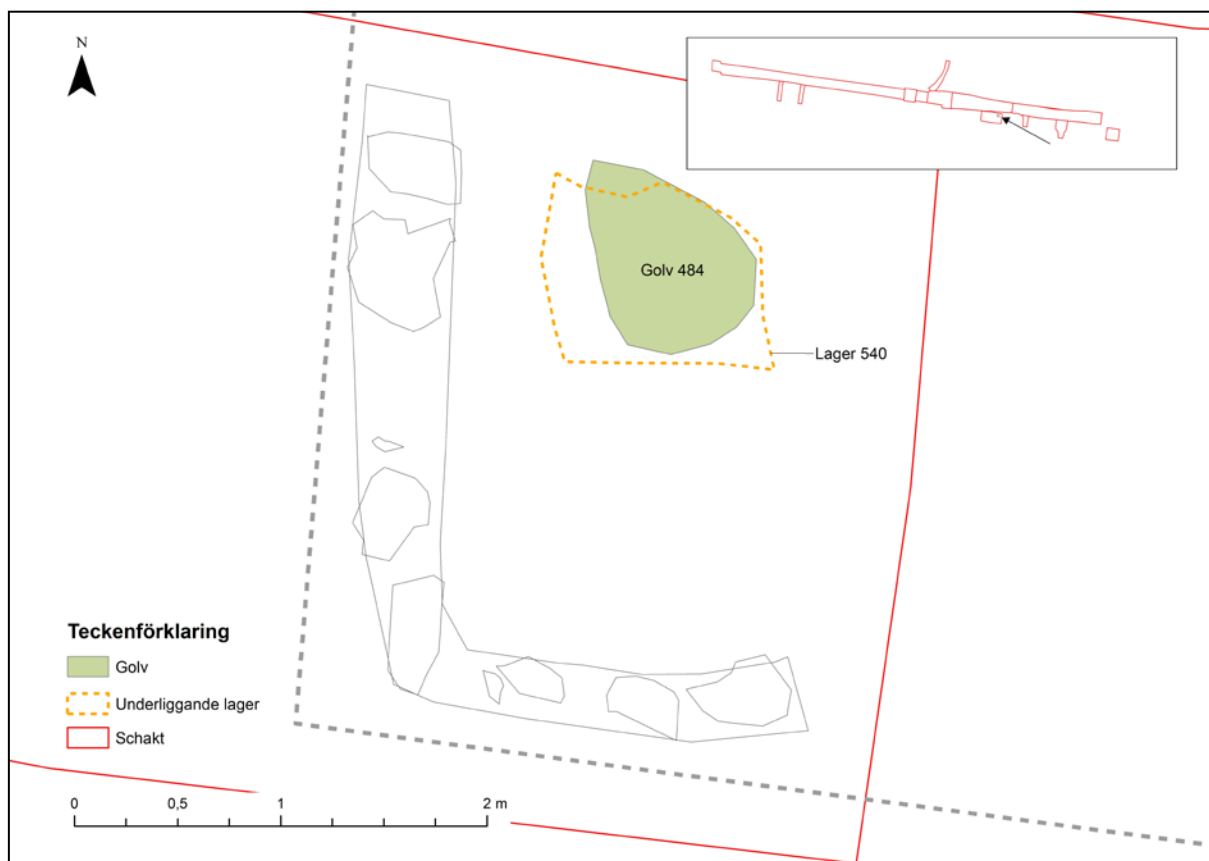 N
Golv 484
Lager 540
Teckenförklaring
Golv
Underliggande lager
Schakt
0 0,5 1 2 m